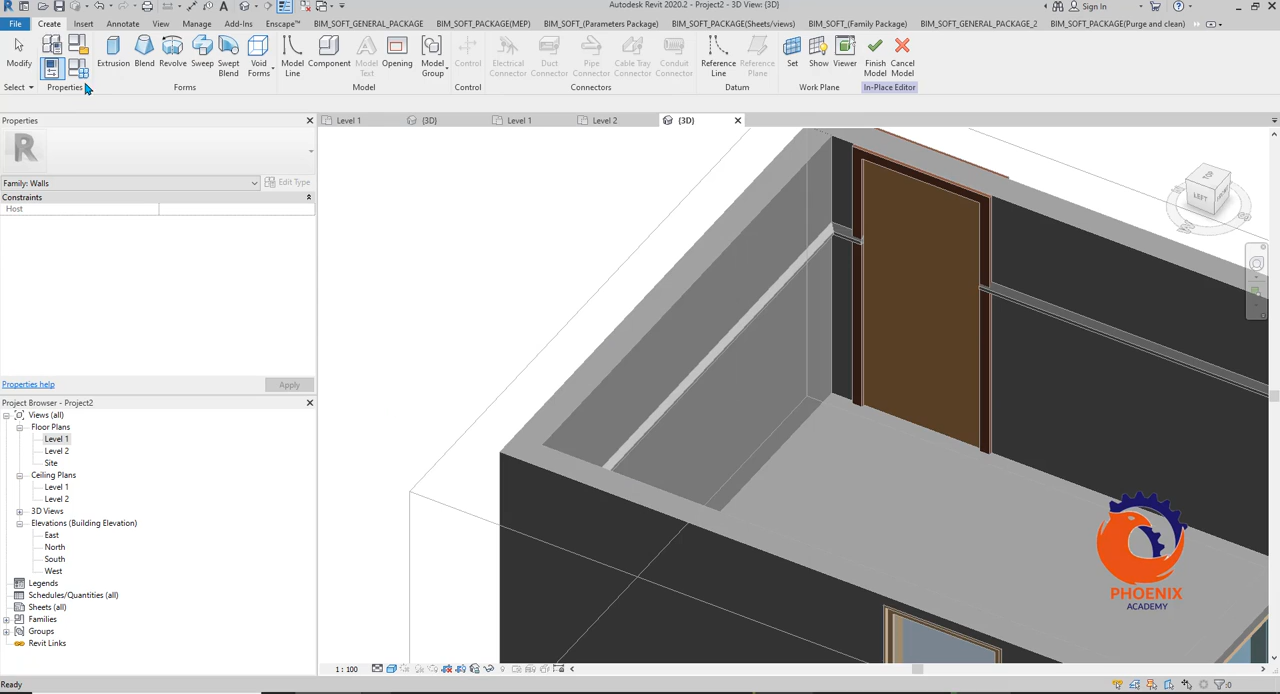 Autodesk Revit 2020.2 - Project2 - 3D View: {3D}
Sign In
File
Create
Insert
Annotate
View
Manage
Add-Ins
Enscape™
BIM_SOFT_GENERAL_PACKAGE
BIM_SOFT_PACKAGE(MEP)
BIM_SOFT_(Parameters Package)
BIM_SOFT_PACKAGE(Sheets/views)
BIM_SOFT_(Family Package)
BIM_SOFT_GENERAL_PACKAGE_2
BIM_SOFT_PACKAGE(Purge and clean)
Modify
Extrusion
Blend
Revolve
Sweep
Swept
Blend
Void
Forms
Model
Line
Component
Model
Text
Opening
Model
Group
Control
Electrical
Connector
Duct
Connector
Pipe
Connector
Cable Tray
Connector
Conduit
Connector
Reference
Line
Reference
Plane
Set
Show
Viewer
Finish
Model
Cancel
Model
Select
Properties
Forms
Model
Control
Connectors
Datum
Work Plane
In-Place Editor
Properties
Level 1
{3D}
Level 1
Level 2
{3D}
R
Family: Walls
Edit Type
Constraints
Host
Properties help
Apply
Project Browser - Project2
Views (all)
Floor Plans
Level 1
Level 2
Site
Ceiling Plans
Level 1
Level 2
3D Views
Elevations (Building Elevation)
East
North
South
West
Legends
Schedules/Quantities (all)
Sheets (all)
Families
Groups
Revit Links
TOP
LEFT
PHOENIX
ACADEMY
1 : 100
Ready
:0